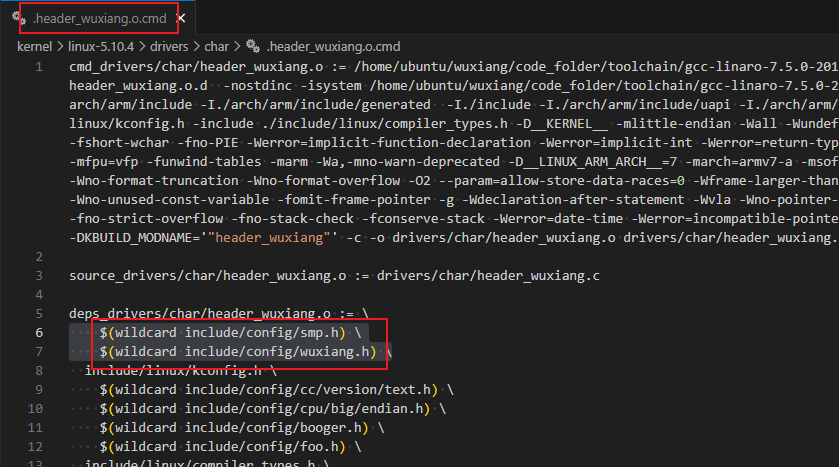 .header_wuxiang.o.cmd ×
kernel > linux-5.10.4 > drivers > char > .header_wuxiang.o.cmd
1 cmd_drivers/char/header_wuxiang.o := /home/ubuntu/wuxiang/code_folder/toolchain/gcc-linaro-7.5.0-201
header_wuxiang.o.d -nostdinc -isystem /home/ubuntu/wuxiang/code_folder/toolchain/gcc-linaro-7.5.0-2
arch/arm/include -I./arch/arm/include/generated -I./include -I./arch/arm/include/uapi -I./arch/arm/
linux/kconfig.h -include ./include/linux/compiler_types.h -D__KERNEL__ -mlittle-endian -Wall -Wundef
-fshort-wchar -fno-PIE -Werror=implicit-function-declaration -Werror=implicit-int -Werror=return-typ
-mfpu=vfp -funwind-tables -marm -Wa,-mno-warn-deprecated -D__LINUX_ARM_ARCH__=7 -march=armv7-a -msof
-Wno-format-truncation -Wno-format-overflow -O2 --param=allow-store-data-races=0 -Wframe-larger-than
-Wno-unused-const-variable -fomit-frame-pointer -g -Wdeclaration-after-statement -Wvla -Wno-pointer-
-fno-strict-overflow -fno-stack-check -fconserve-stack -Werror=date-time -Werror=incompatible-pointe
-DKBUILD_MODNAME='"header_wuxiang"' -c -o drivers/char/header_wuxiang.o drivers/char/header_wuxiang.
2
3 source_drivers/char/header_wuxiang.o := drivers/char/header_wuxiang.c
4
5 deps_drivers/char/header_wuxiang.o := \
6 $(wildcard include/config/smp.h) \
7 $(wildcard include/config/wuxiang.h) \
8 include/linux/kconfig.h \
9 $(wildcard include/config/cc/version/text.h) \
10 $(wildcard include/config/cpu/big/endian.h) \
11 $(wildcard include/config/booger.h) \
12 $(wildcard include/config/foo.h) \
13 include/linux/compiler_types.h \